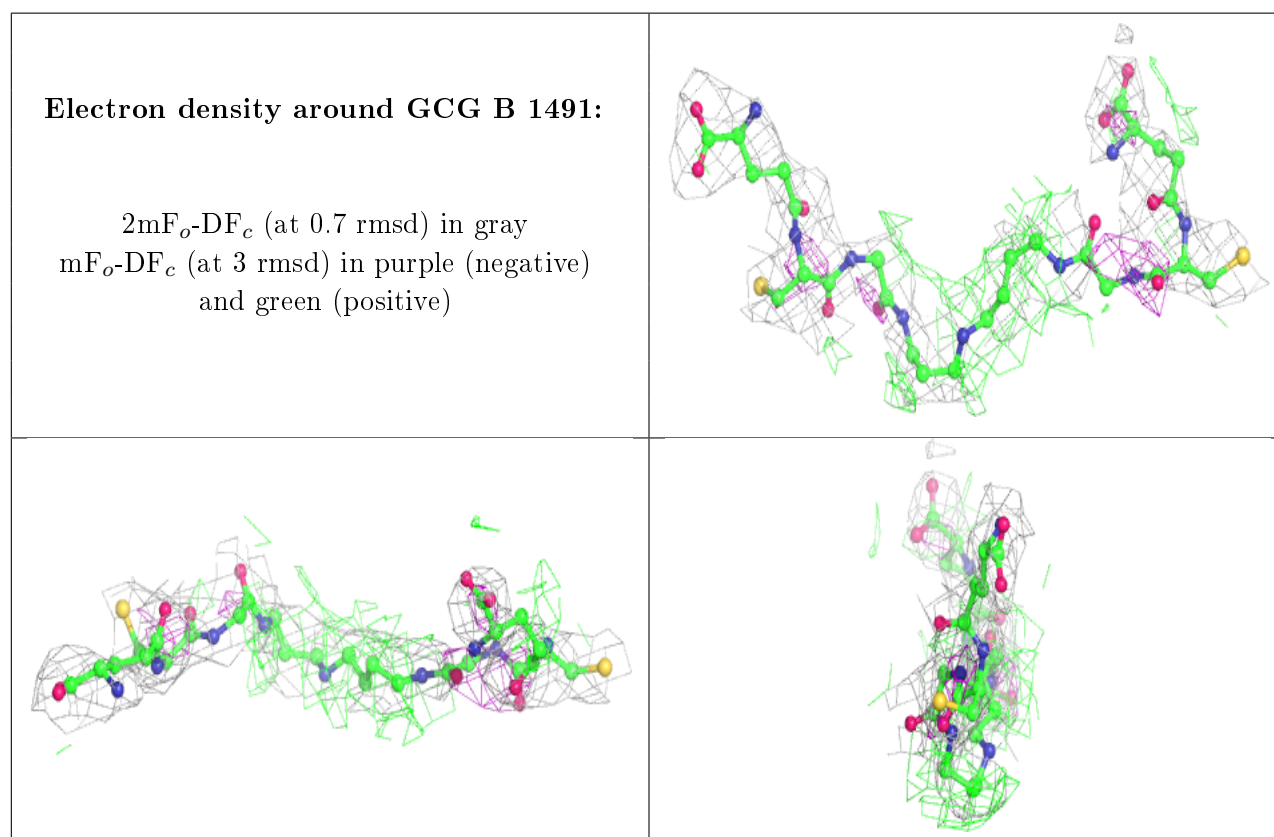 Electron density around GCG B 1491:
2mFₒ-DF𝒸 (at 0.7 rmsd) in gray
mFₒ-DF𝒸 (at 3 rmsd) in purple (negative)
and green (positive)